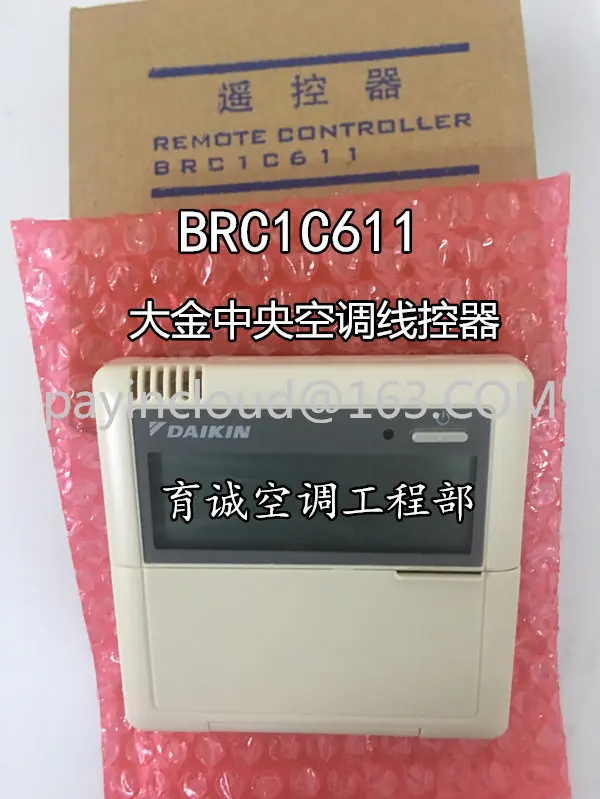 遥控器
REMOTE CONTROLLER
BRC1C611
BRC1C611
大金中央空调线控器
payincloud@163.COM
DAIKIN
育诚空调工程部